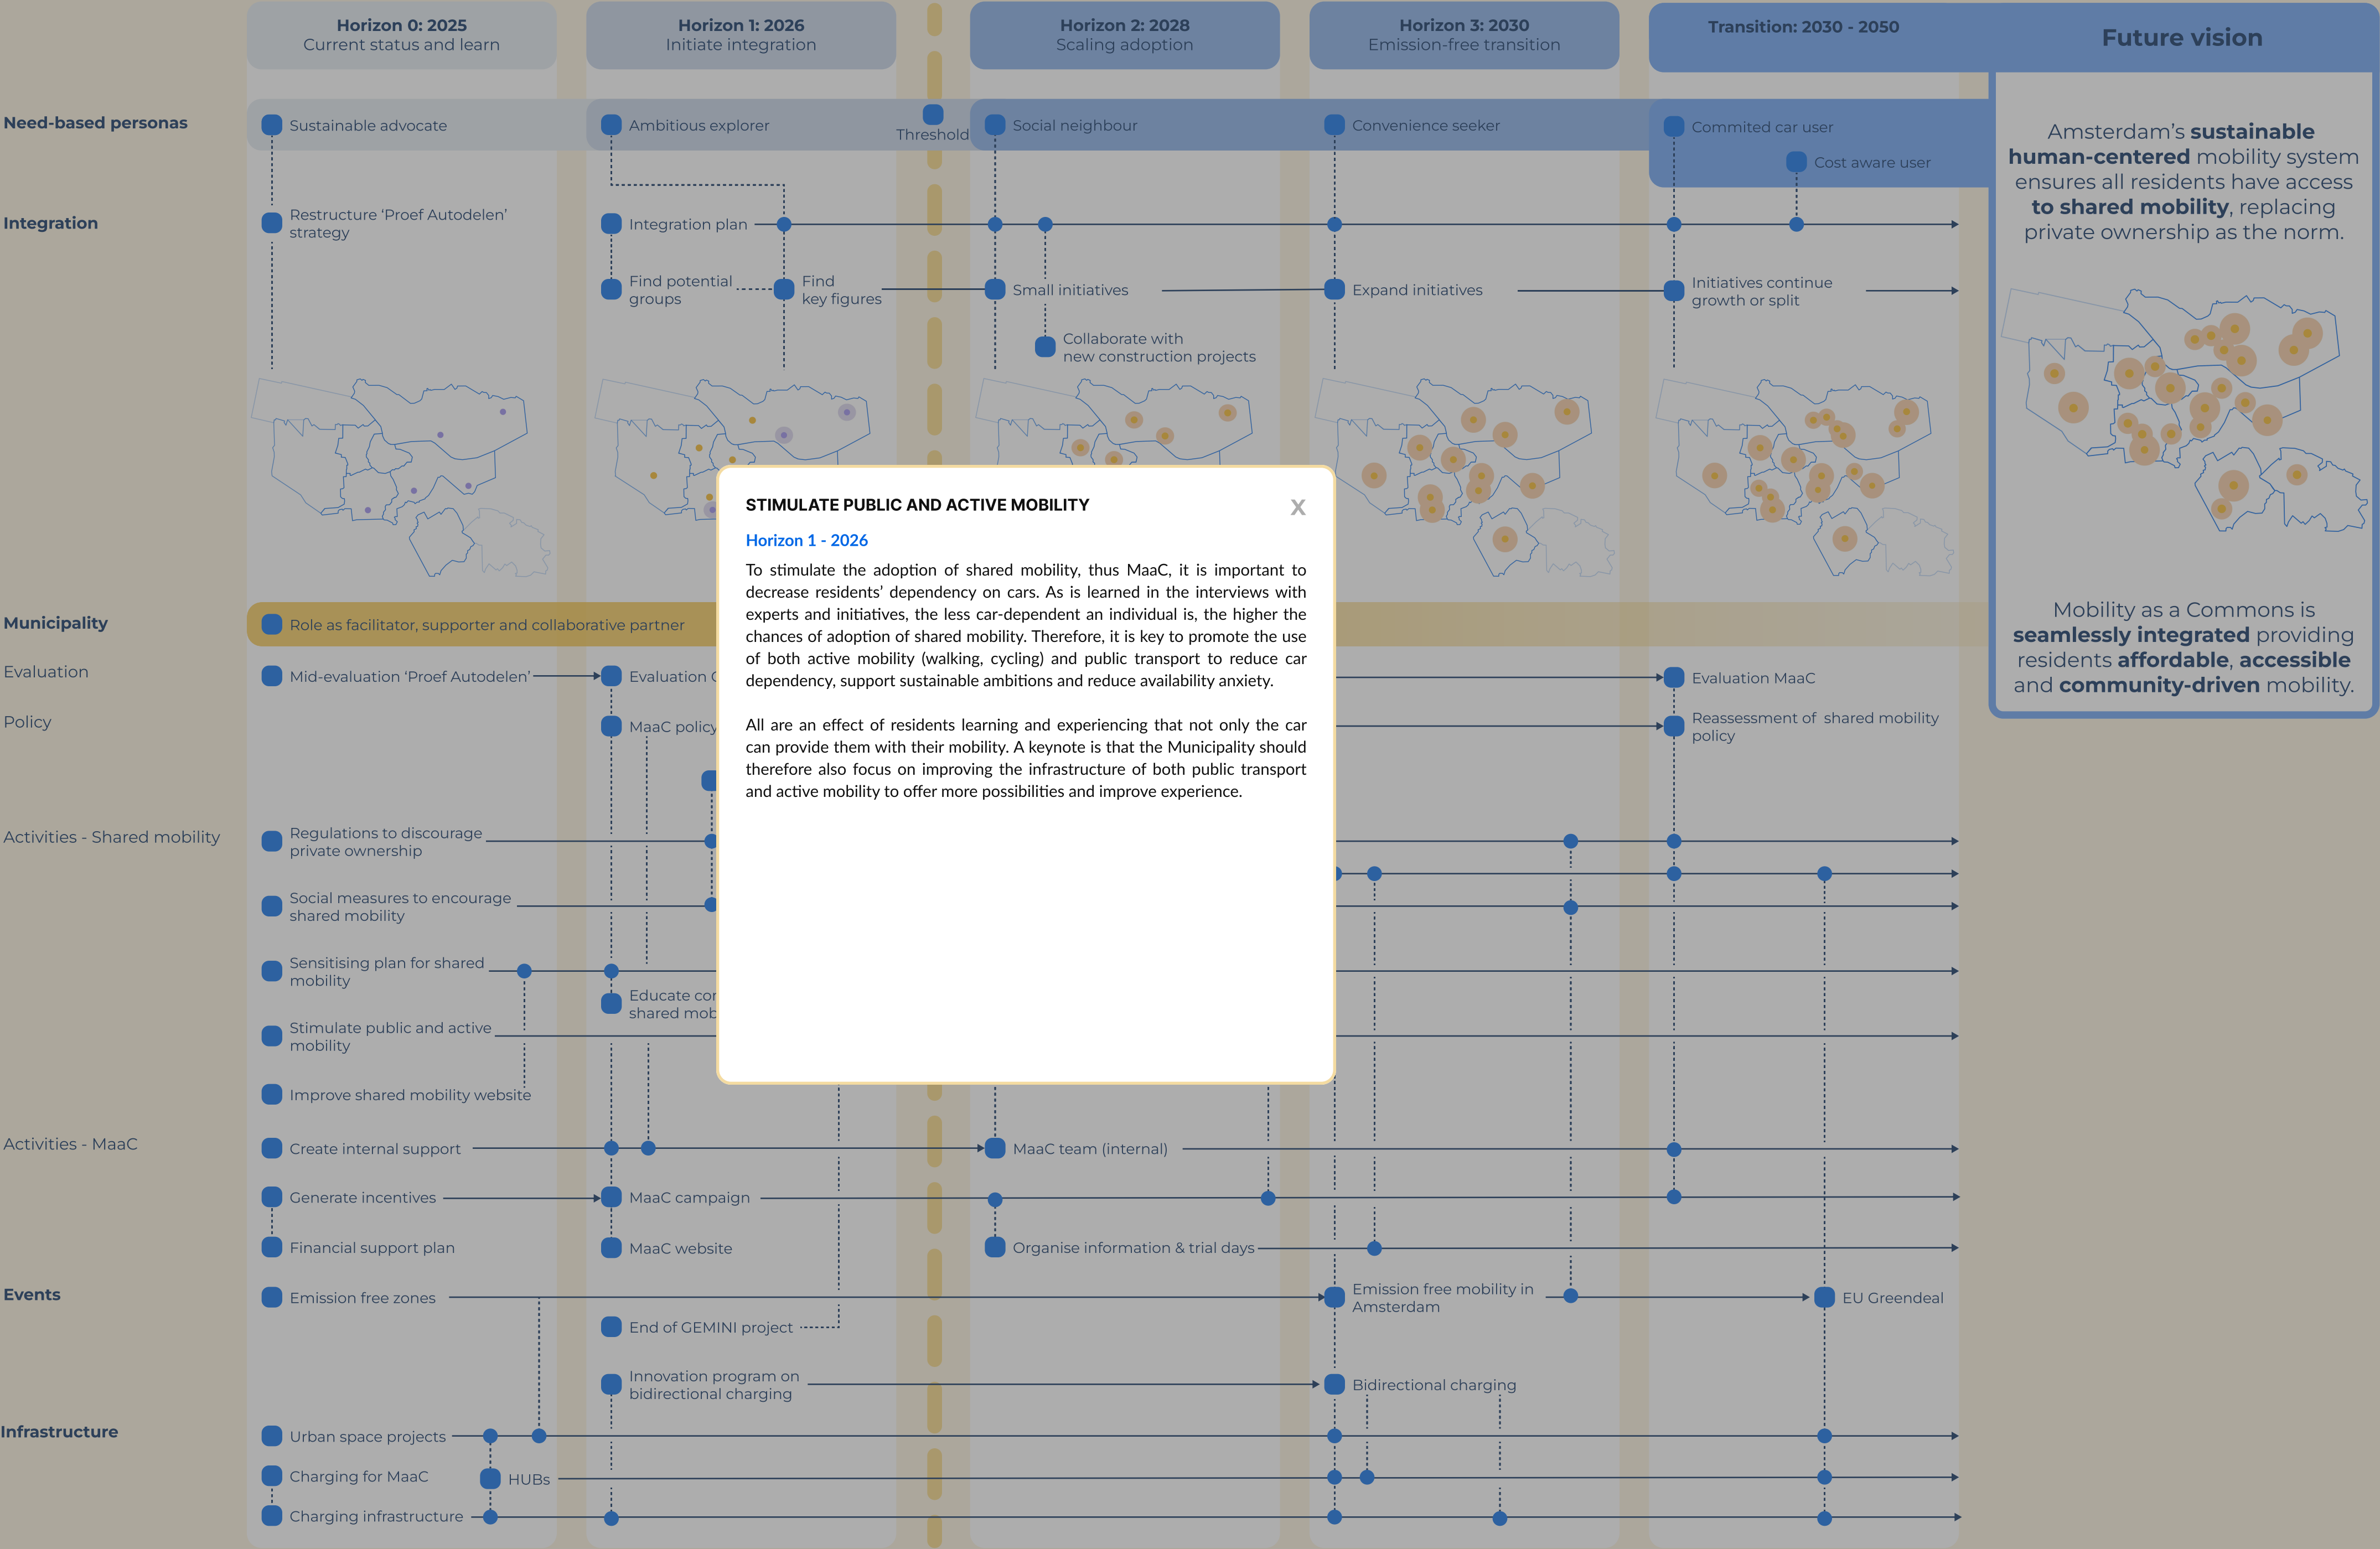 Horizon 0: 2025
Current status and learn
Horizon 1: 2026
Initiate integration
Horizon 2: 2028
Scaling adoption
Horizon 3: 2030
Emission-free transition
Transition: 2030 - 2050
Future vision
Need-based personas
Sustainable advocate
Ambitious explorer
Threshold
Social neighbour
Convenience seeker
Commited car user
Cost aware user
Integration
Restructure ‘Proef Autodelen’
strategy
Integration plan
Find potential
groups
Find
key figures
Small initiatives
Expand initiatives
Initiatives continue
growth or split
Collaborate with
new construction projects
Amsterdam’s sustainable
human-centered mobility system
ensures all residents have access
to shared mobility, replacing
private ownership as the norm.
Mobility as a Commons is
seamlessly integrated providing
residents affordable, accessible
and community-driven mobility.
STIMULATE PUBLIC AND ACTIVE MOBILITY
X
Horizon 1 - 2026
To stimulate the adoption of shared mobility, thus MaaC, it is important to
decrease residents’ dependency on cars. As is learned in the interviews with
experts and initiatives, the less car-dependent an individual is, the higher the
chances of adoption of shared mobility. Therefore, it is key to promote the use
of both active mobility (walking, cycling) and public transport to reduce car
dependency, support sustainable ambitions and reduce availability anxiety.
All are an effect of residents learning and experiencing that not only the car
can provide them with their mobility. A keynote is that the Municipality should
therefore also focus on improving the infrastructure of both public transport
and active mobility to offer more possibilities and improve experience.
Municipality
Role as facilitator, supporter and collaborative partner
Evaluation
Mid-evaluation ‘Proef Autodelen’
Evaluation
Evaluation MaaC
Policy
MaaC policy
Reassessment of shared mobility
policy
Activities - Shared mobility
Regulations to discourage
private ownership
Social measures to encourage
shared mobility
Sensitising plan for shared
mobility
Educate
shared
Stimulate public and active
mobility
Improve shared mobility website
Activities - MaaC
Create internal support
MaaC team (internal)
Generate incentives
MaaC campaign
Financial support plan
MaaC website
Organise information & trial days
Events
Emission free zones
Emission free mobility in
Amsterdam
EU Greendeal
End of GEMINI project
Innovation program on
bidirectional charging
Bidirectional charging
Infrastructure
Urban space projects
Charging for MaaC
HUBs
Charging infrastructure